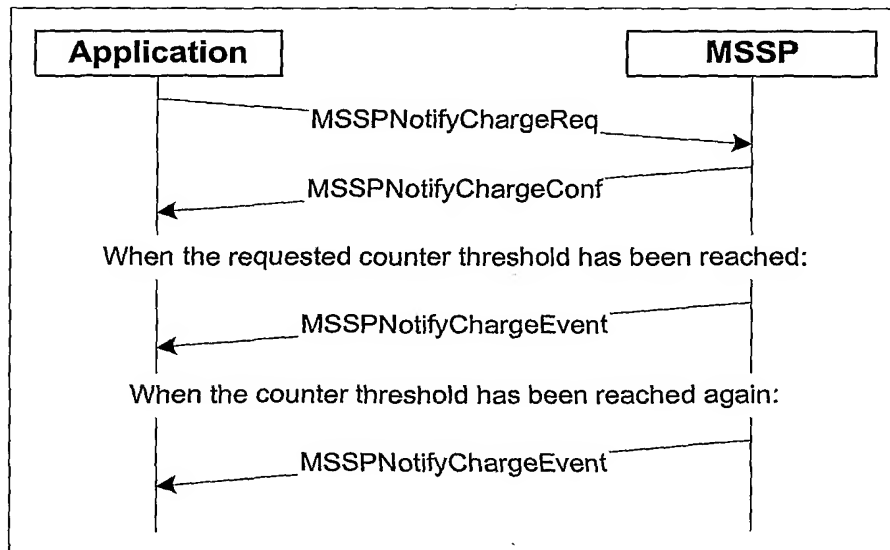 Application MSSP
MSSPNotifyChargeReq
MSSPNotifyChargeConf
When the requested counter threshold has been reached:
MSSPNotifyChargeEvent
When the counter threshold has been reached again:
MSSPNotifyChargeEvent